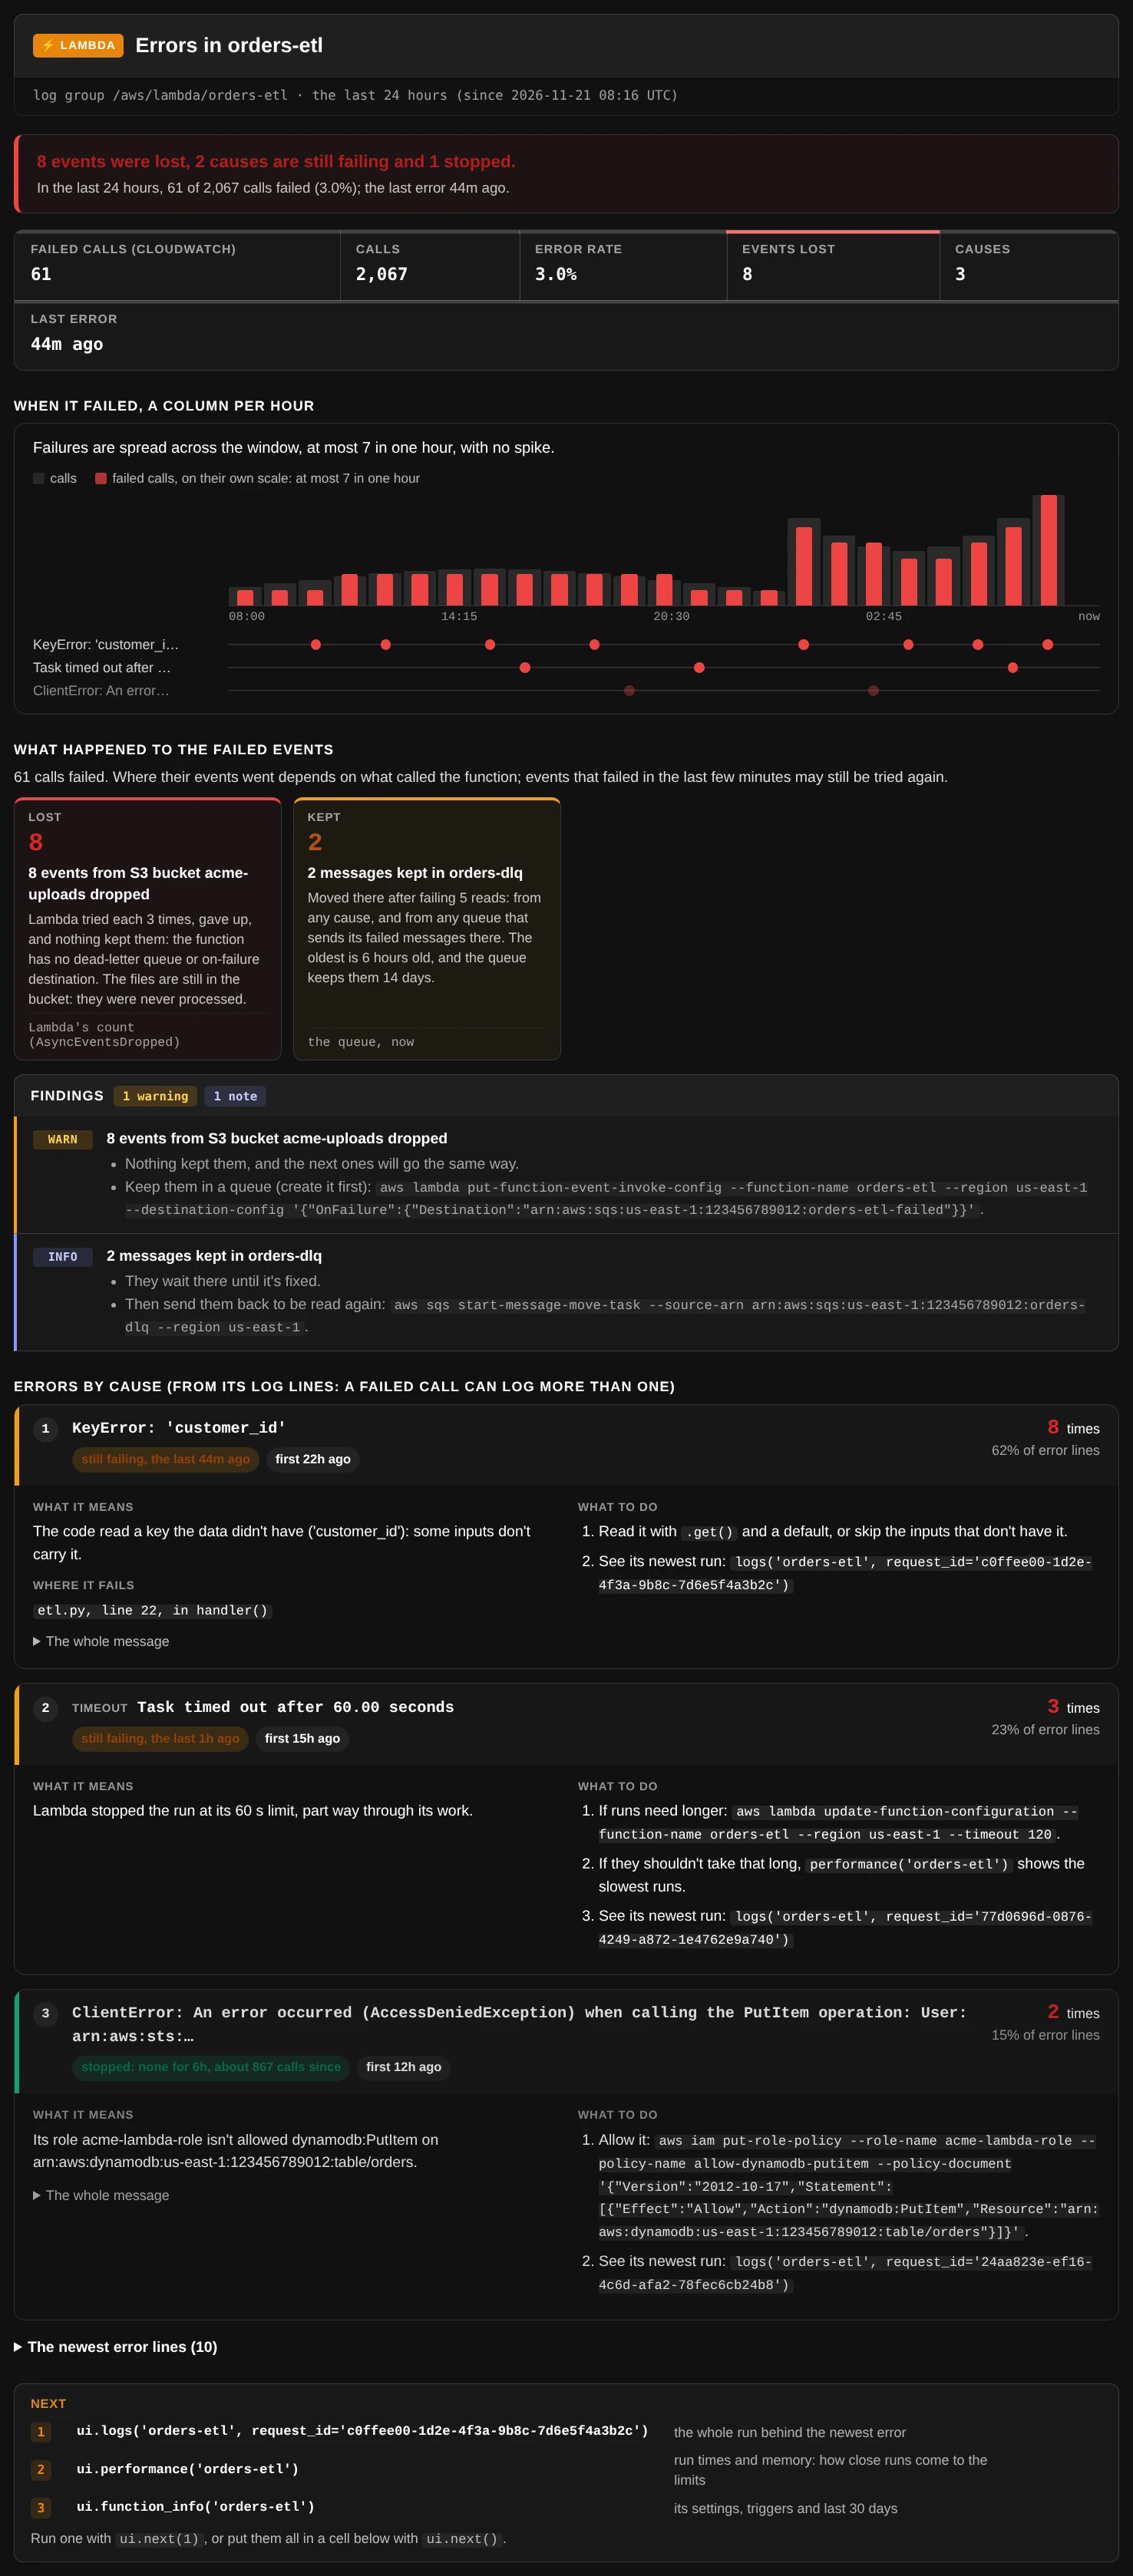 ⚡ LAMBDA Errors in orders-etl
log group /aws/lambda/orders-etl · the last 24 hours (since 2026-11-21 08:16 UTC)
8 events were lost, 2 causes are still failing and 1 stopped.
In the last 24 hours, 61 of 2,067 calls failed (3.0%); the last error 44m ago.
FAILED CALLS (CLOUDWATCH)
61
CALLS
2,067
ERROR RATE
3.0%
EVENTS LOST
8
CAUSES
3
LAST ERROR
44m ago
WHEN IT FAILED, A COLUMN PER HOUR
Failures are spread across the window, at most 7 in one hour, with no spike.
calls failed calls, on their own scale: at most 7 in one hour
08:00 14:15 20:30 02:45 now
KeyError: 'customer_i…
Task timed out after …
ClientError: An error…
WHAT HAPPENED TO THE FAILED EVENTS
61 calls failed. Where their events went depends on what called the function; events that failed in the last few minutes may still be tried again.
LOST
8
8 events from S3 bucket acme-
uploads dropped
Lambda tried each 3 times, gave up,
and nothing kept them: the function
has no dead-letter queue or on-failure
destination. The files are still in the
bucket: they were never processed.
Lambda's count
(AsyncEventsDropped)
KEPT
2
2 messages kept in orders-dlq
Moved there after failing 5 reads: from
any cause, and from any queue that
sends its failed messages there. The
oldest is 6 hours old, and the queue
keeps them 14 days.
the queue, now
FINDINGS 1 warning 1 note
WARN 8 events from S3 bucket acme-uploads dropped
• Nothing kept them, and the next ones will go the same way.
• Keep them in a queue (create it first): aws lambda put-function-event-invoke-config --function-name orders-etl --region us-east-1
--destination-config '{"OnFailure":{"Destination":"arn:aws:sqs:us-east-1:123456789012:orders-etl-failed"}}'.
INFO 2 messages kept in orders-dlq
• They wait there until it's fixed.
• Then send them back to be read again: aws sqs start-message-move-task --source-arn arn:aws:sqs:us-east-1:123456789012:orders-
dlq --region us-east-1.
ERRORS BY CAUSE (FROM ITS LOG LINES: A FAILED CALL CAN LOG MORE THAN ONE)
1 KeyError: 'customer_id' 8 times
still failing, the last 44m ago first 22h ago 62% of error lines
WHAT IT MEANS
The code read a key the data didn't have ('customer_id'): some inputs don't
carry it.
WHERE IT FAILS
etl.py, line 22, in handler()
▶ The whole message
WHAT TO DO
1. Read it with .get() and a default, or skip the inputs that don't have it.
2. See its newest run: logs('orders-etl', request_id='c0ffee00-1d2e-
4f3a-9b8c-7d6e5f4a3b2c')
2 TIMEOUT Task timed out after 60.00 seconds 3 times
still failing, the last 1h ago first 15h ago 23% of error lines
WHAT IT MEANS
Lambda stopped the run at its 60 s limit, part way through its work.
WHAT TO DO
1. If runs need longer: aws lambda update-function-configuration --
function-name orders-etl --region us-east-1 --timeout 120.
2. If they shouldn't take that long, performance('orders-etl') shows the
slowest runs.
3. See its newest run: logs('orders-etl', request_id='77d0696d-0876-
4249-a872-1e4762e9a740')
3 ClientError: An error occurred (AccessDeniedException) when calling the PutItem operation: User: 2 times
arn:aws:sts:… 15% of error lines
stopped: none for 6h, about 867 calls since first 12h ago
WHAT IT MEANS
Its role acme-lambda-role isn't allowed dynamodb:PutItem on
arn:aws:dynamodb:us-east-1:123456789012:table/orders.
▶ The whole message
WHAT TO DO
1. Allow it: aws iam put-role-policy --role-name acme-lambda-role --
policy-name allow-dynamodb-putitem --policy-document
'{"Version":"2012-10-17","Statement":
[{"Effect":"Allow","Action":"dynamodb:PutItem","Resource":"arn:
aws:dynamodb:us-east-1:123456789012:table/orders"}]}'.
2. See its newest run: logs('orders-etl', request_id='24aa823e-ef16-
4c6d-afa2-78fec6cb24b8')
▶ The newest error lines (10)
NEXT
1 ui.logs('orders-etl', request_id='c0ffee00-1d2e-4f3a-9b8c-7d6e5f4a3b2c') the whole run behind the newest error
2 ui.performance('orders-etl') run times and memory: how close runs come to the
limits
3 ui.function_info('orders-etl') its settings, triggers and last 30 days
Run one with ui.next(1), or put them all in a cell below with ui.next().